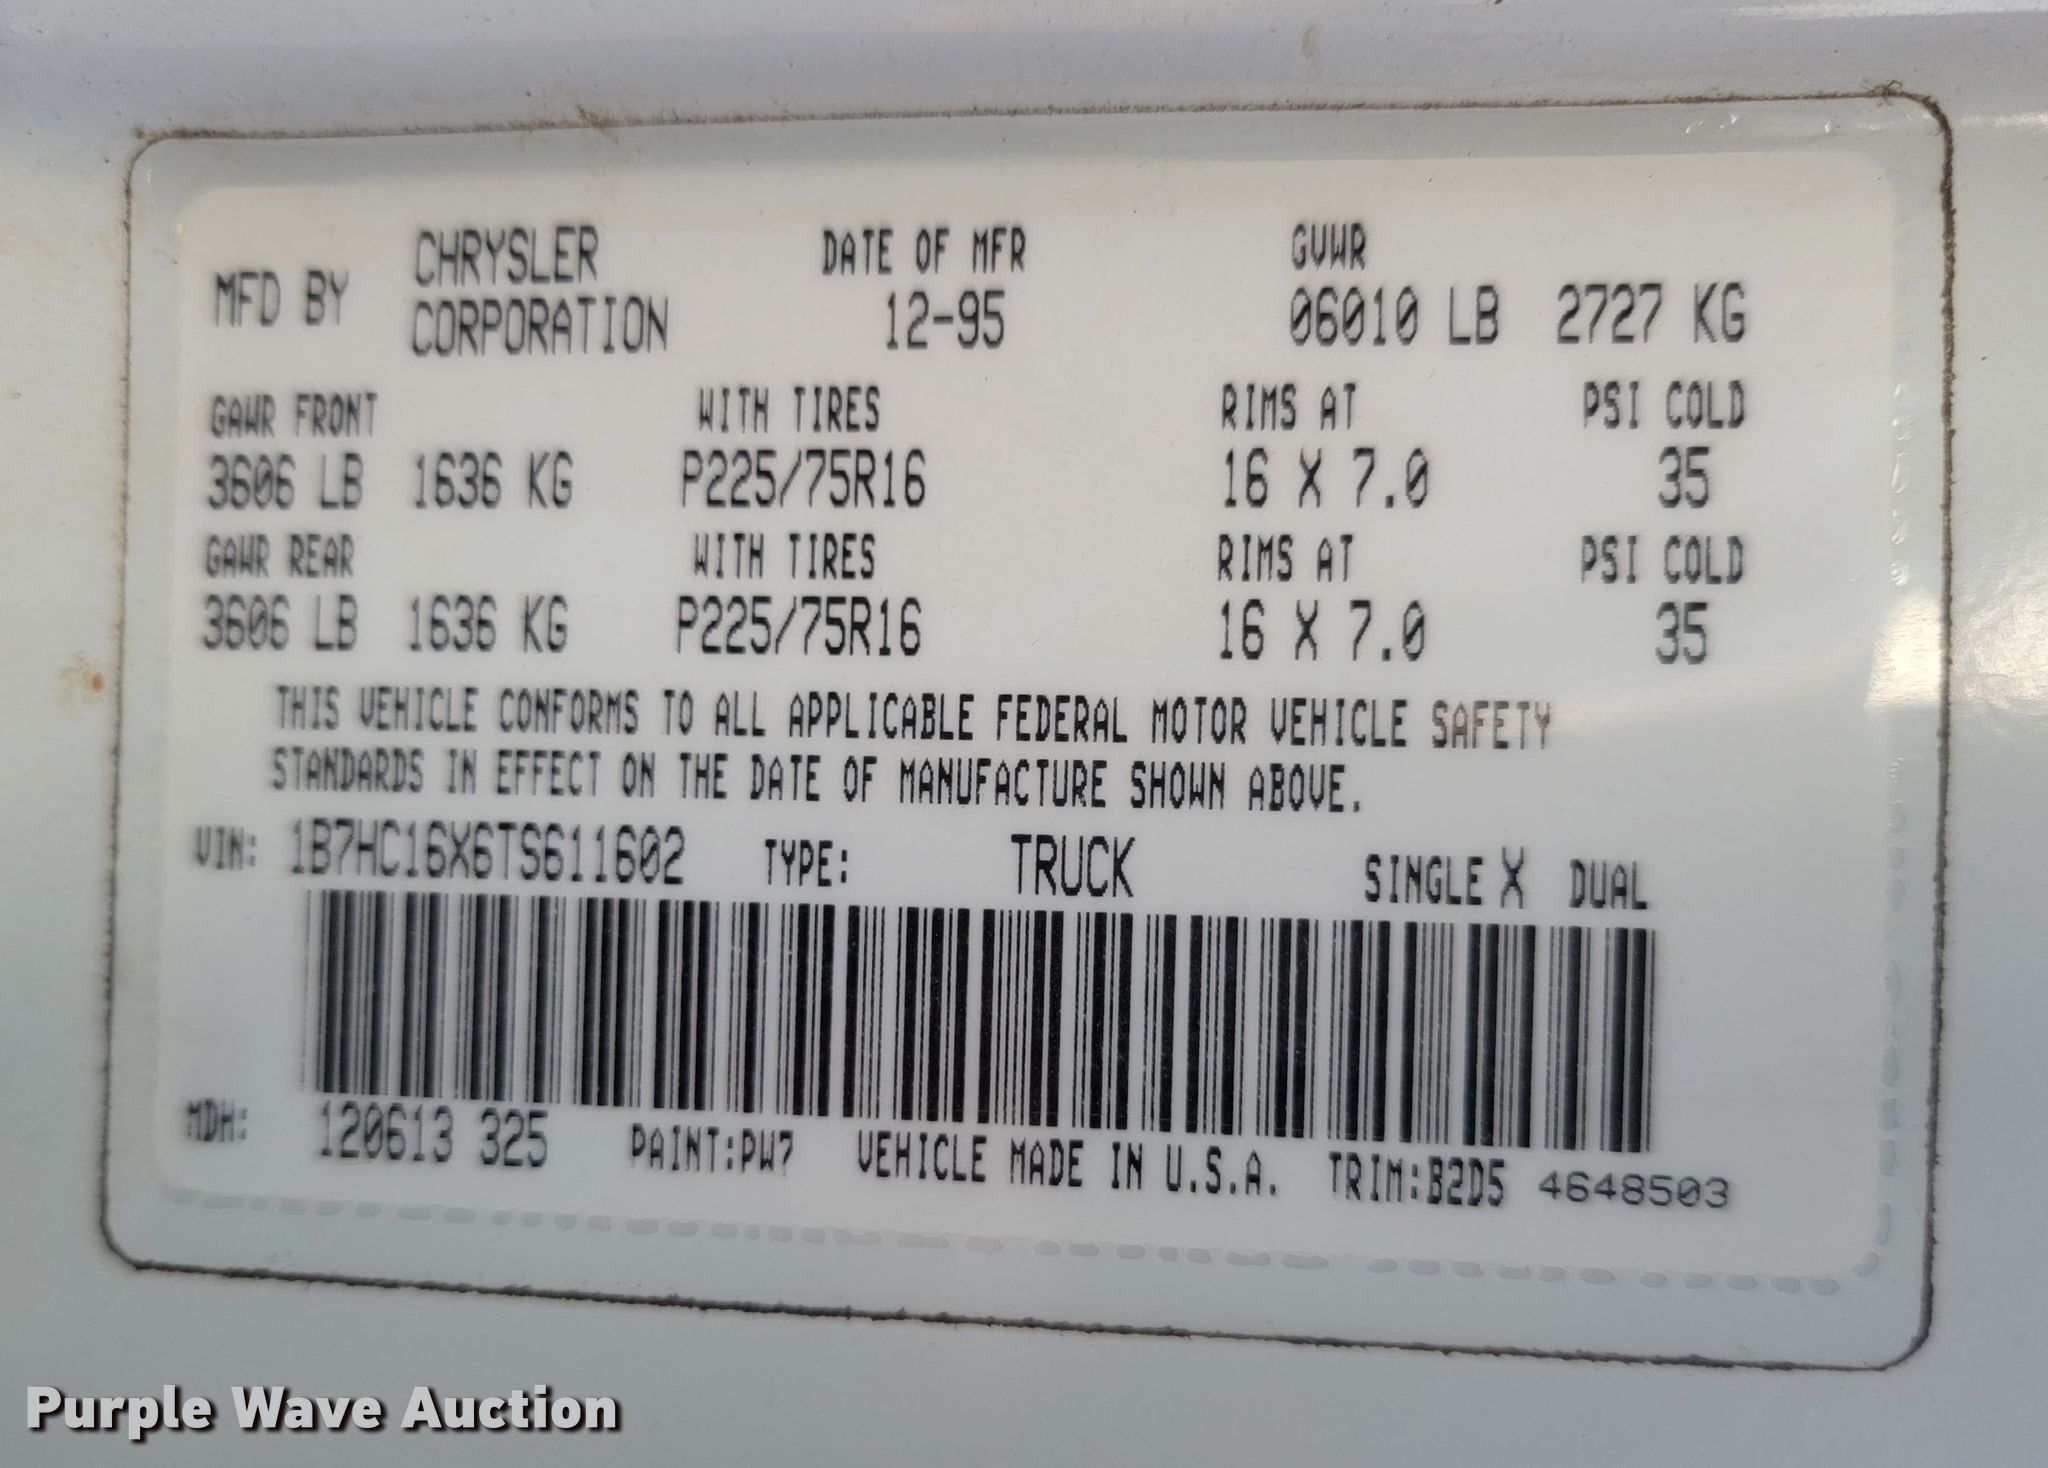 MFD BY CHRYSLER CORPORATION DATE OF MFR 12-95 GVWR 06010 LB 2727 KG
GAWR FRONT WITH TIRES RIMS AT PSI COLD
3606 LB 1636 KG P225/75R16 16 X 7.0 35
GAWR REAR WITH TIRES RIMS AT PSI COLD
3606 LB 1636 KG P225/75R16 16 X 7.0 35
THIS VEHICLE CONFORMS TO ALL APPLICABLE FEDERAL MOTOR VEHICLE SAFETY
STANDARDS IN EFFECT ON THE DATE OF MANUFACTURE SHOWN ABOVE.
VIN: 1B7HC16X6TS611602 TYPE: TRUCK SINGLE X DUAL
MDH: 120613 325 PAINT:PW7 VEHICLE MADE IN U.S.A. TRIM:B2D5 4648503
Purple Wave Auction